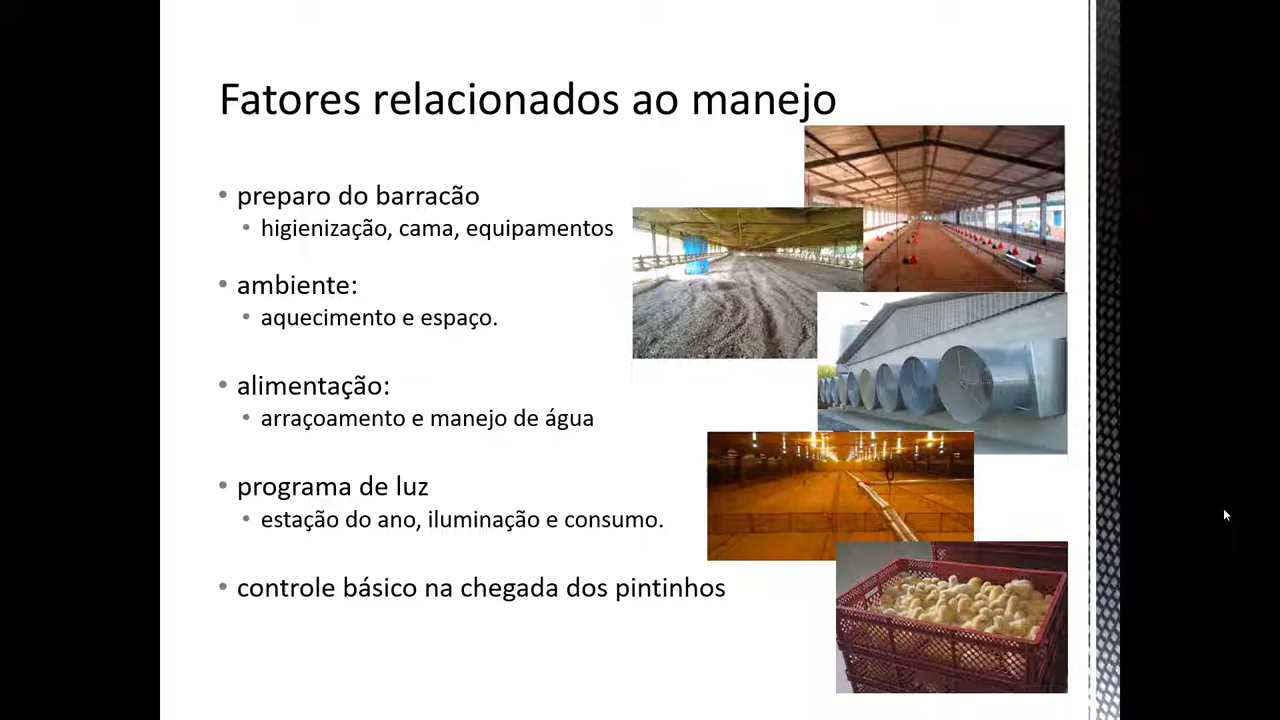 Fatores relacionados ao manejo
• preparo do barracão
• higienização, cama, equipamentos
• ambiente:
• aquecimento e espaço.
• alimentação:
• arraçoamento e manejo de água
• programa de luz
• estação do ano, iluminação e consumo.
• controle básico na chegada dos pintinhos